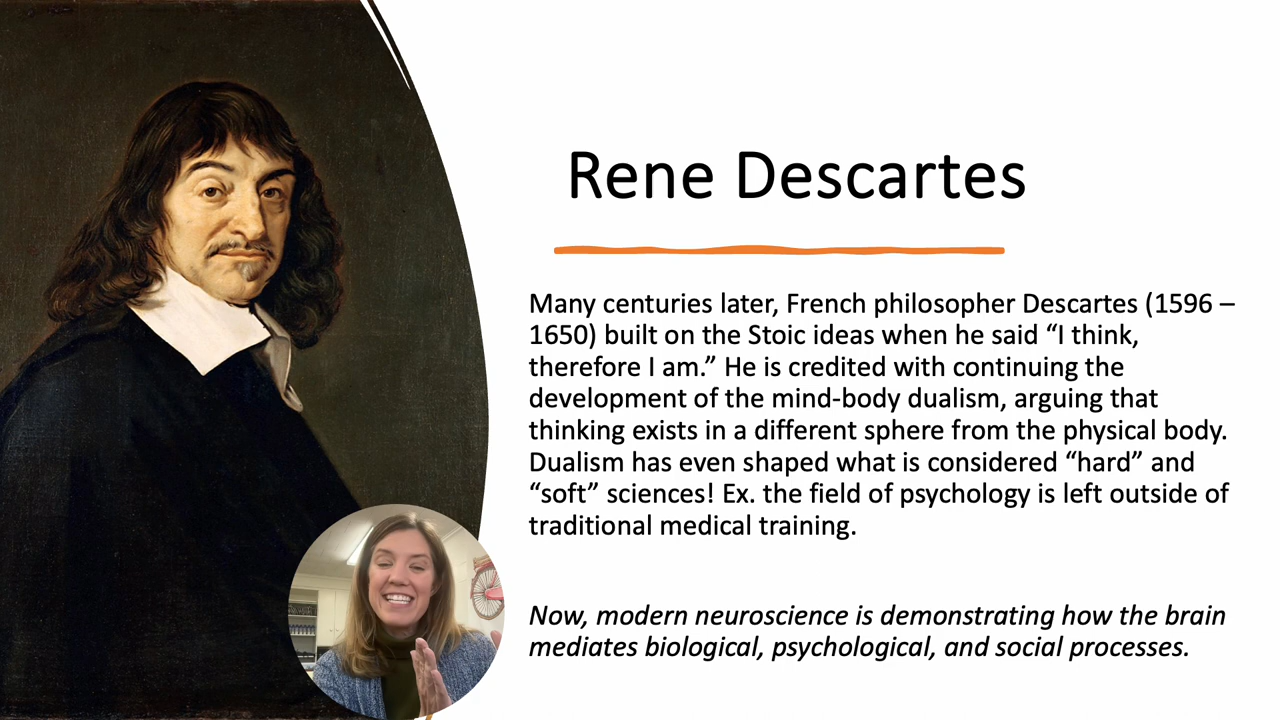 Rene Descartes
Many centuries later, French philosopher Descartes (1596 –
1650) built on the Stoic ideas when he said “I think,
therefore I am.” He is credited with continuing the
development of the mind-body dualism, arguing that
thinking exists in a different sphere from the physical body.
Dualism has even shaped what is considered “hard” and
“soft” sciences! Ex. the field of psychology is left outside of
traditional medical training.
Now, modern neuroscience is demonstrating how the brain
mediates biological, psychological, and social processes.